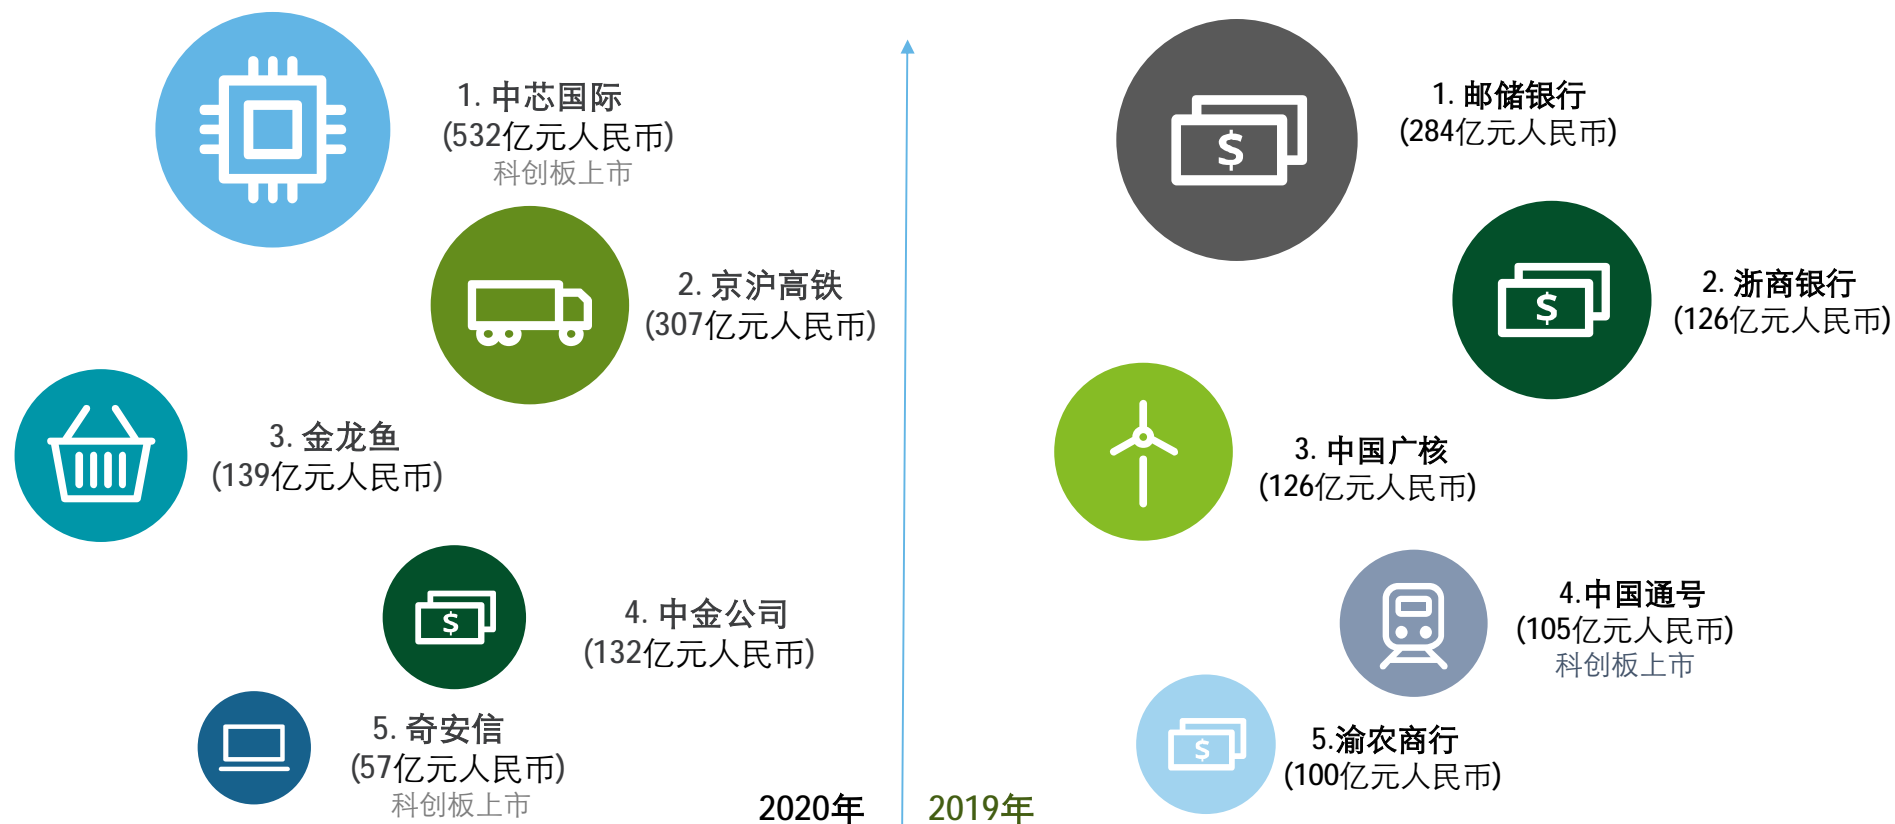 1. 中芯国际
(532亿元人民币)
科创板上市
2. 京沪高铁
(307亿元人民币)
3. 金龙鱼
(139亿元人民币)
4. 中金公司
(132亿元人民币)
5. 奇安信
(57亿元人民币)
科创板上市
2020年
1. 邮储银行
(284亿元人民币)
$
2. 浙商银行
(126亿元人民币)
$
3. 中国广核
(126亿元人民币)
4.中国通号
(105亿元人民币)
科创板上市
5.渝农商行
(100亿元人民币)
$
$
2019年